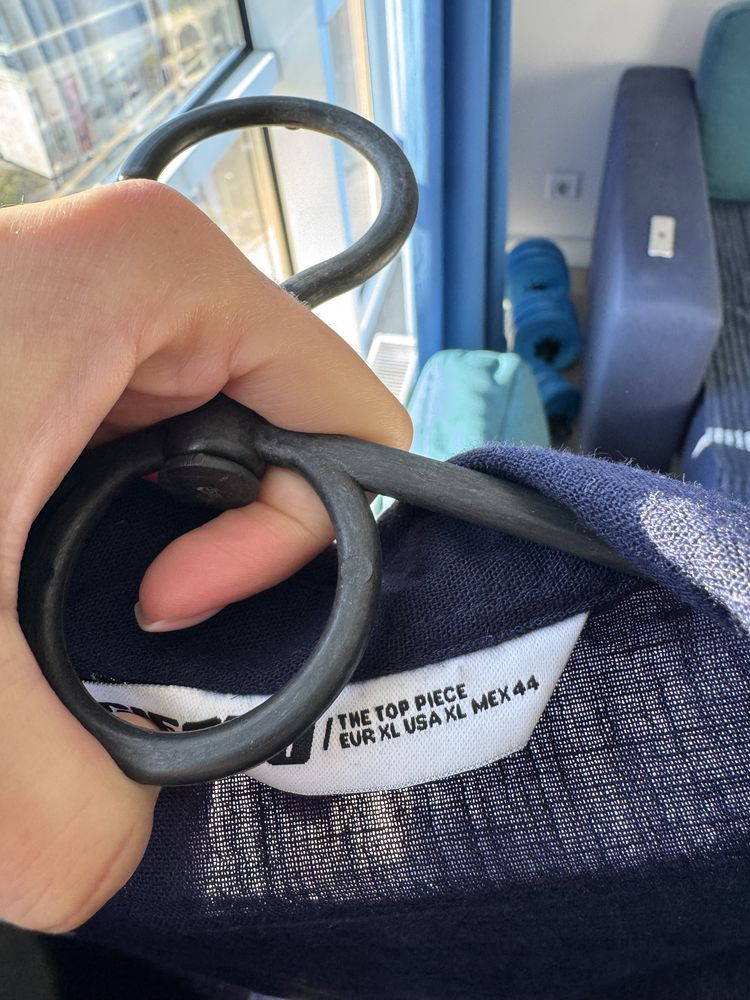 / THE TOP PIECE
EUR XL USA XL MEX 44